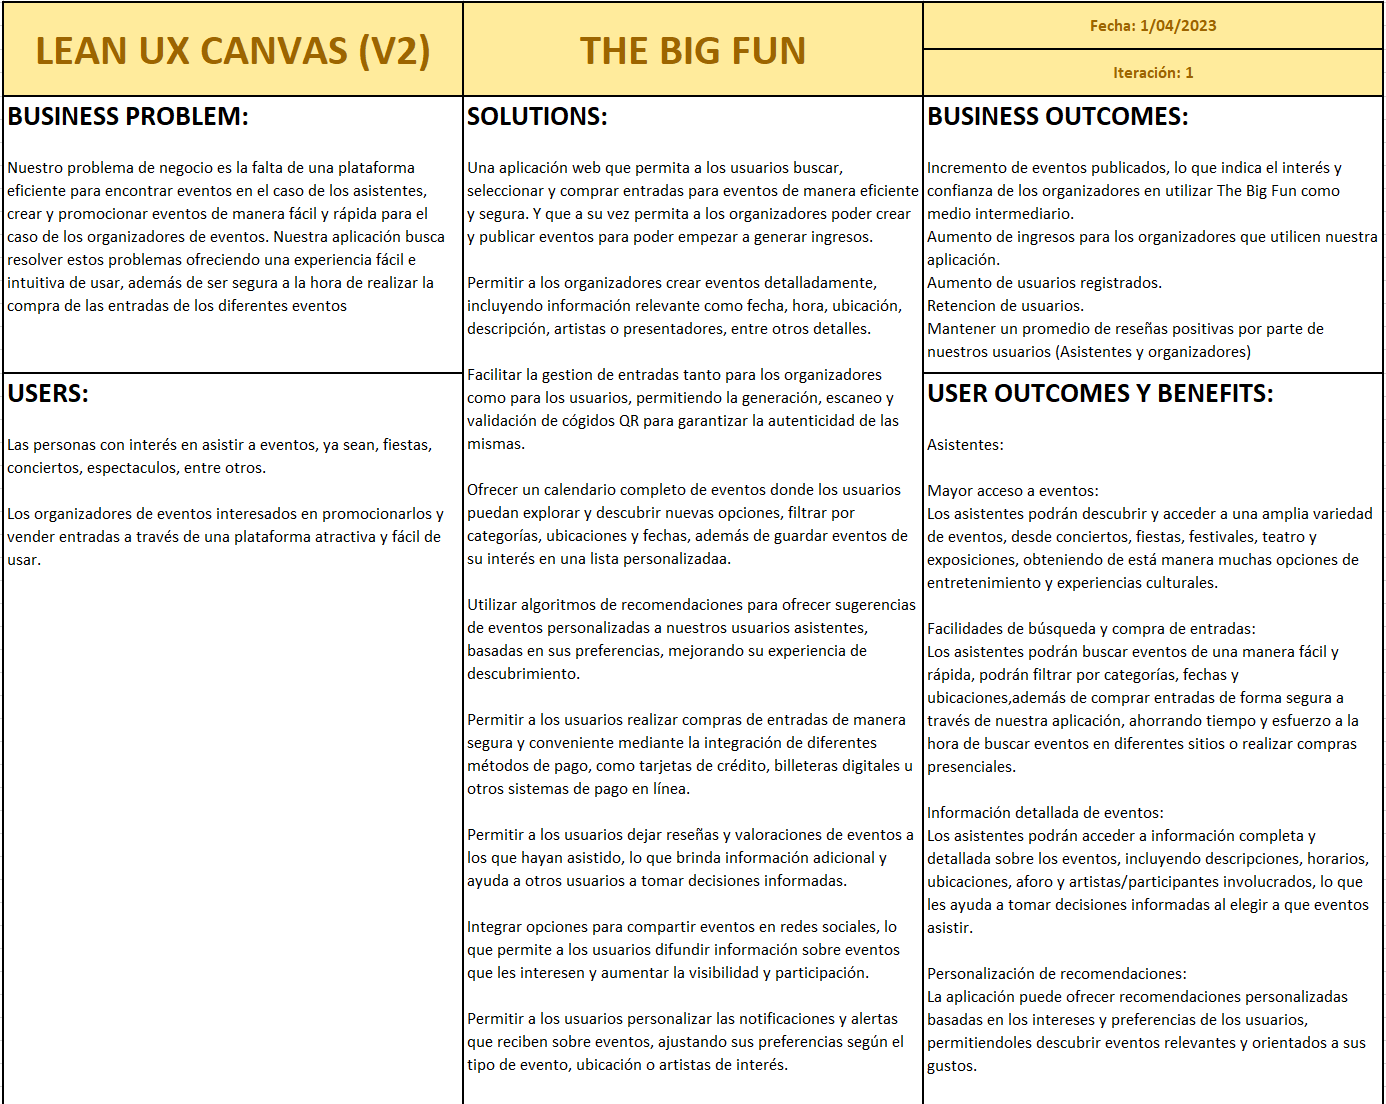 LEAN UX CANVAS (V2)
THE BIG FUN
Fecha: 1/04/2023
Iteración: 1
BUSINESS PROBLEM:
Nuestro problema de negocio es la falta de una plataforma
eficiente para encontrar eventos en el caso de los asistentes,
crear y promocionar eventos de manera fácil y rápida para el
caso de los organizadores de eventos. Nuestra aplicación busca
resolver estos problemas ofreciendo una experiencia fácil e
intuitiva de usar, además de ser segura a la hora de realizar la
compra de las entradas de los diferentes eventos
USERS:
Las personas con interés en asistir a eventos, ya sean, fiestas,
conciertos, espectaculos, entre otros.
Los organizadores de eventos interesados en promocionarlos y
vender entradas a través de una plataforma atractiva y fácil de
usar.
SOLUTIONS:
Una aplicación web que permita a los usuarios buscar,
seleccionar y comprar entradas para eventos de manera eficiente
y segura. Y que a su vez permita a los organizadores poder crear
y publicar eventos para poder empezar a generar ingresos.
Permitir a los organizadores crear eventos detalladamente,
incluyendo información relevante como fecha, hora, ubicación,
descripción, artistas o presentadores, entre otros detalles.
Facilitar la gestion de entradas tanto para los organizadores
como para los usuarios, permitiendo la generación, escaneo y
validación de cógidos QR para garantizar la autenticidad de las
mismas.
Ofrecer un calendario completo de eventos donde los usuarios
puedan explorar y descubrir nuevas opciones, filtrar por
categorías, ubicaciones y fechas, además de guardar eventos de
su interés en una lista personalizadaa.
Utilizar algoritmos de recomendaciones para ofrecer sugerencias
de eventos personalizadas a nuestros usuarios asistentes,
basadas en sus preferencias, mejorando su experiencia de
descubrimiento.
Permitir a los usuarios realizar compras de entradas de manera
segura y conveniente mediante la integración de diferentes
métodos de pago, como tarjetas de crédito, billeteras digitales u
otros sistemas de pago en línea.
Permitir a los usuarios dejar reseñas y valoraciones de eventos a
los que hayan asistido, lo que brinda información adicional y
ayuda a otros usuarios a tomar decisiones informadas.
Integrar opciones para compartir eventos en redes sociales, lo
que permite a los usuarios difundir información sobre eventos
que les interesen y aumentar la visibilidad y participación.
Permitir a los usuarios personalizar las notificaciones y alertas
que reciben sobre eventos, ajustando sus preferencias según el
tipo de evento, ubicación o artistas de interés.
BUSINESS OUTCOMES:
Incremento de eventos publicados, lo que indica el interés y
confianza de los organizadores en utilizar The Big Fun como
medio intermediario.
Aumento de ingresos para los organizadores que utilicen nuestra
aplicación.
Aumento de usuarios registrados.
Retencion de usuarios.
Mantener un promedio de reseñas positivas por parte de
nuestros usuarios (Asistentes y organizadores)
USER OUTCOMES Y BENEFITS:
Asistentes:
Mayor acceso a eventos:
Los asistentes podrán descubrir y acceder a una amplia variedad
de eventos, desde conciertos, fiestas, festivales, teatro y
exposiciones, obteniendo de está manera muchas opciones de
entretenimiento y experiencias culturales.
Facilidades de búsqueda y compra de entradas:
Los asistentes podrán buscar eventos de una manera fácil y
rápida, podrán filtrar por categorías, fechas y
ubicaciones,además de comprar entradas de forma segura a
través de nuestra aplicación, ahorrando tiempo y esfuerzo a la
hora de buscar eventos en diferentes sitios o realizar compras
presenciales.
Información detallada de eventos:
Los asistentes podrán acceder a información completa y
detallada sobre los eventos, incluyendo descripciones, horarios,
ubicaciones, aforo y artistas/participantes involucrados, lo que
les ayuda a tomar decisiones informadas al elegir a que eventos
asistir.
Personalización de recomendaciones:
La aplicación puede ofrecer recomendaciones personalizadas
basadas en los intereses y preferencias de los usuarios,
permitiendoles descubrir eventos relevantes y orientados a sus
gustos.